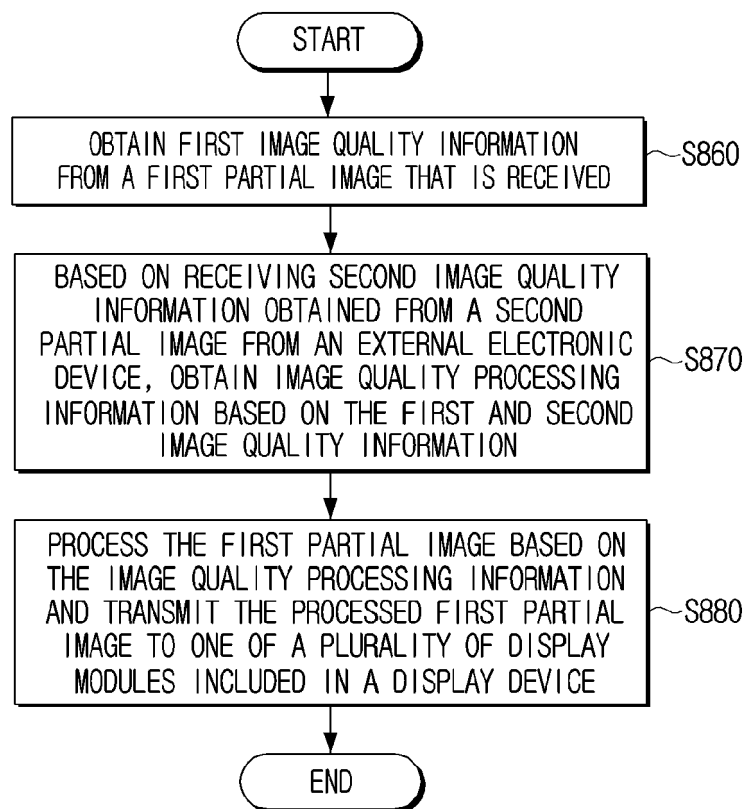 START
OBTAIN FIRST IMAGE QUALITY INFORMATION
FROM A FIRST PARTIAL IMAGE THAT IS RECEIVED
S860
BASED ON RECEIVING SECOND IMAGE QUALITY
INFORMATION OBTAINED FROM A SECOND
PARTIAL IMAGE FROM AN EXTERNAL ELECTRONIC
DEVICE, OBTAIN IMAGE QUALITY PROCESSING
INFORMATION BASED ON THE FIRST AND SECOND
IMAGE QUALITY INFORMATION
S870
PROCESS THE FIRST PARTIAL IMAGE BASED ON
THE IMAGE QUALITY PROCESSING INFORMATION
AND TRANSMIT THE PROCESSED FIRST PARTIAL
IMAGE TO ONE OF A PLURALITY OF DISPLAY
MODULES INCLUDED IN A DISPLAY DEVICE
S880
END